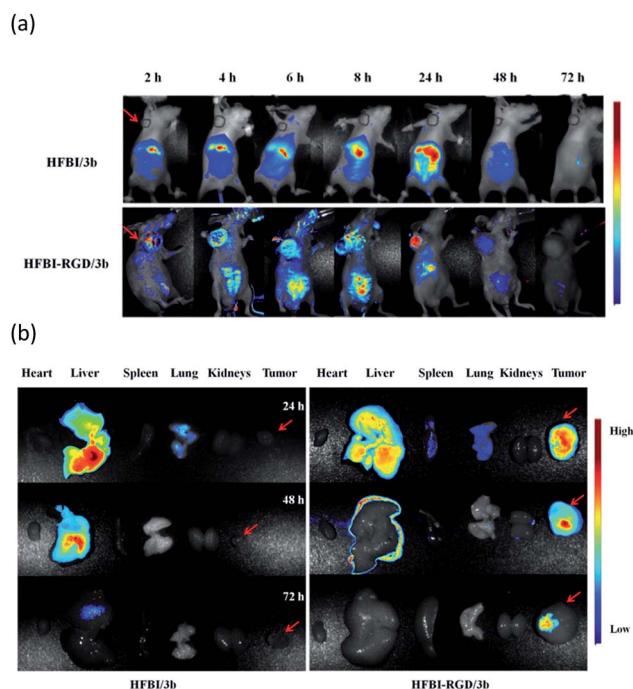 (a)
2 h 4 h 6 h 8 h 24 h 48 h 72 h
HFBI/3b
HFBI-RGD/3b
(b)
Heart Liver Spleen Lung Kidneys Tumor Heart Liver Spleen Lung Kidneys Tumor
24 h
High
48 h
72 h
Low
HFBI/3b HFBI-RGD/3b